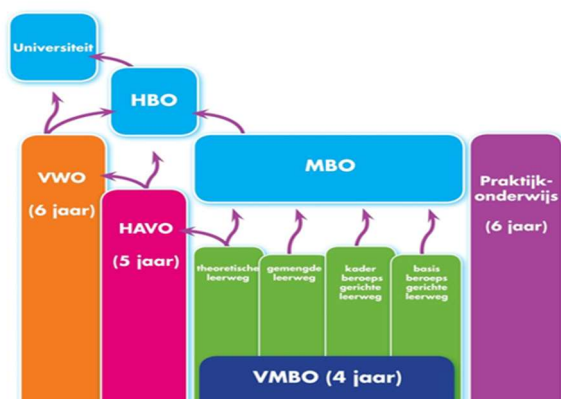 Universiteit
HBO
MBO
VWO
(6 jaar)
HAVO
(5 jaar)
theoretische
leerweg
gemengde
leerweg
kader
beroeps
gerichte
leerweg
basis
beroeps
gerichte
leerweg
Praktijk-
onderwijs
(6 jaar)
VMBO (4 jaar)